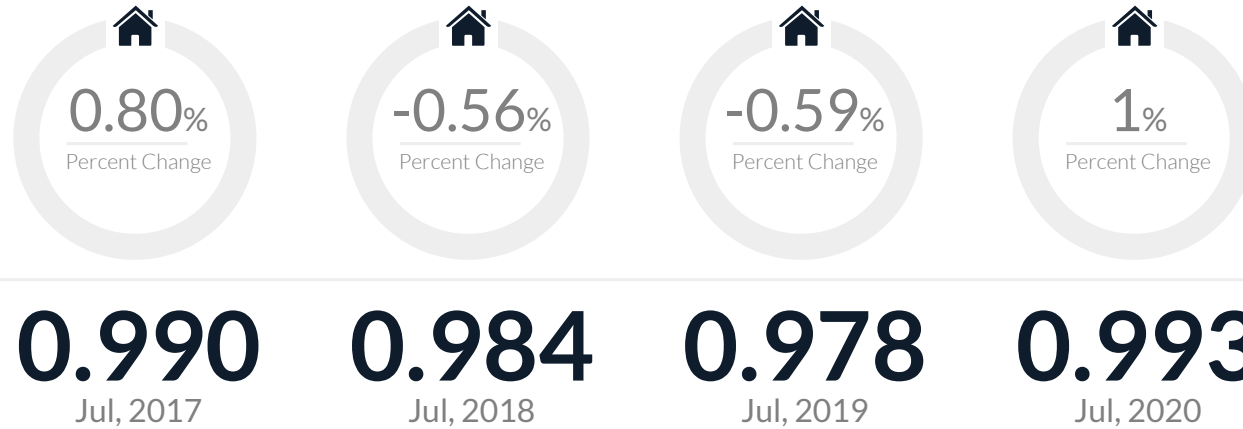 0.80% -0.56% -0.59% 1%
Percent Change Percent Change Percent Change Percent Change
0.990 0.984 0.978 0.993
Jul, 2017 Jul, 2018 Jul, 2019 Jul, 2020